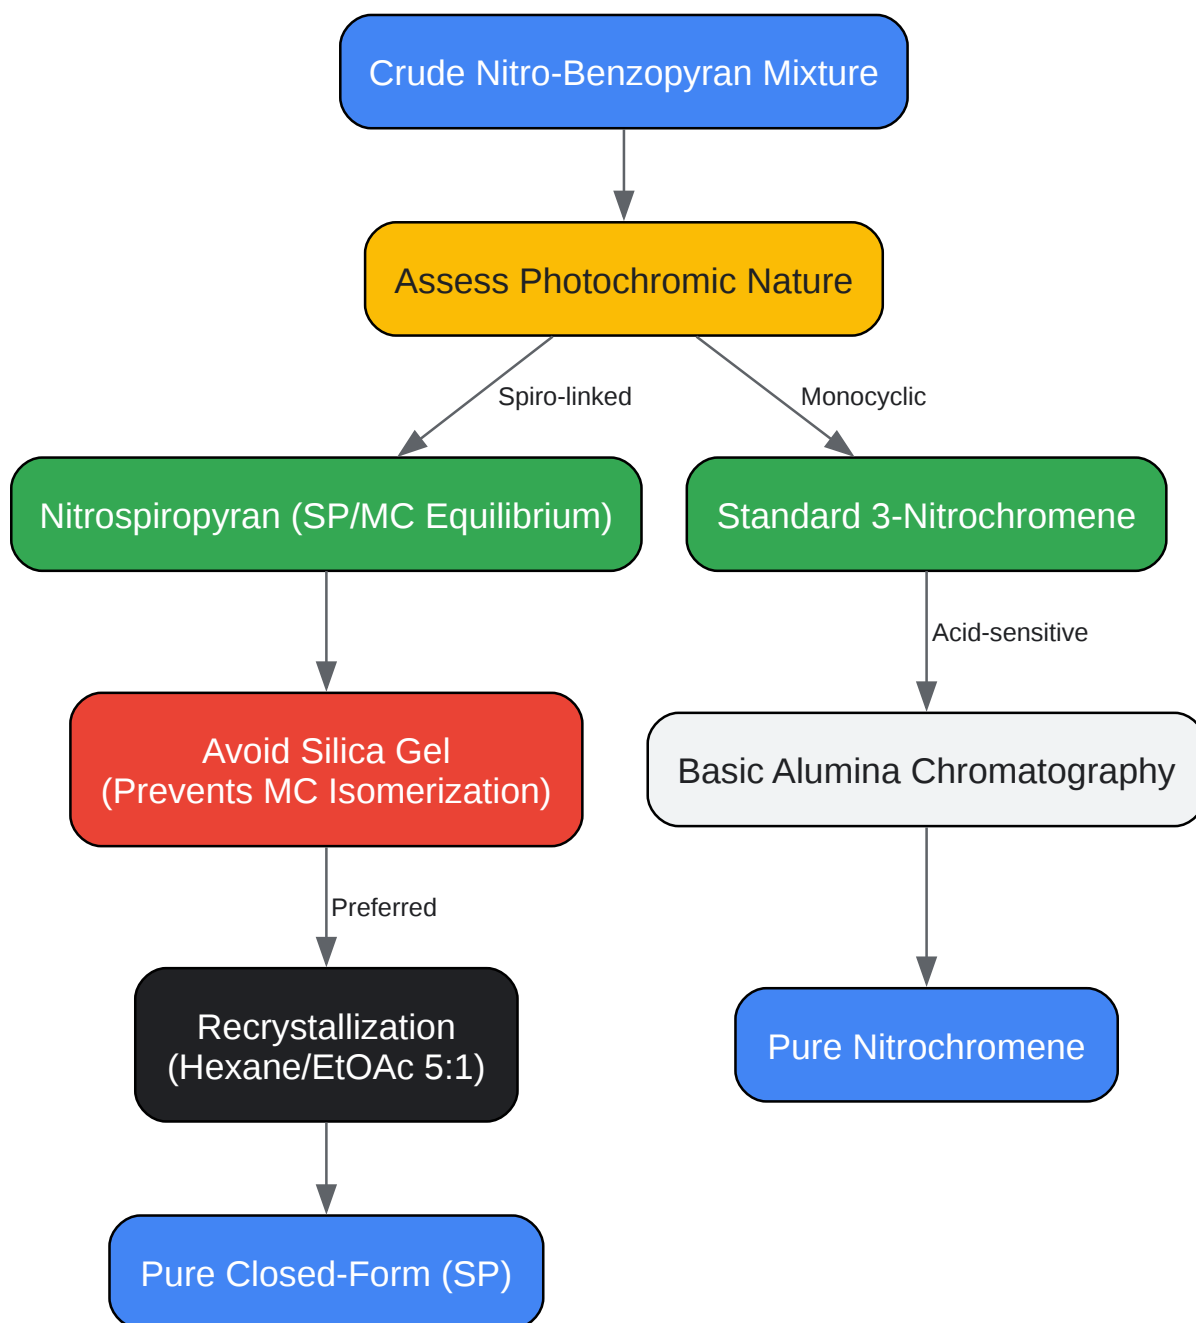 Crude Nitro-Benzopyran Mixture
Assess Photochromic Nature
Spiro-linked
Monocyclic
Nitrospiropyran (SP/MC Equilibrium)
Standard 3-Nitrochromene
Acid-sensitive
Avoid Silica Gel
(Prevents MC Isomerization)
Basic Alumina Chromatography
Preferred
Recrystallization
(Hexane/EtOAc 5:1)
Pure Nitrochromene
Pure Closed-Form (SP)